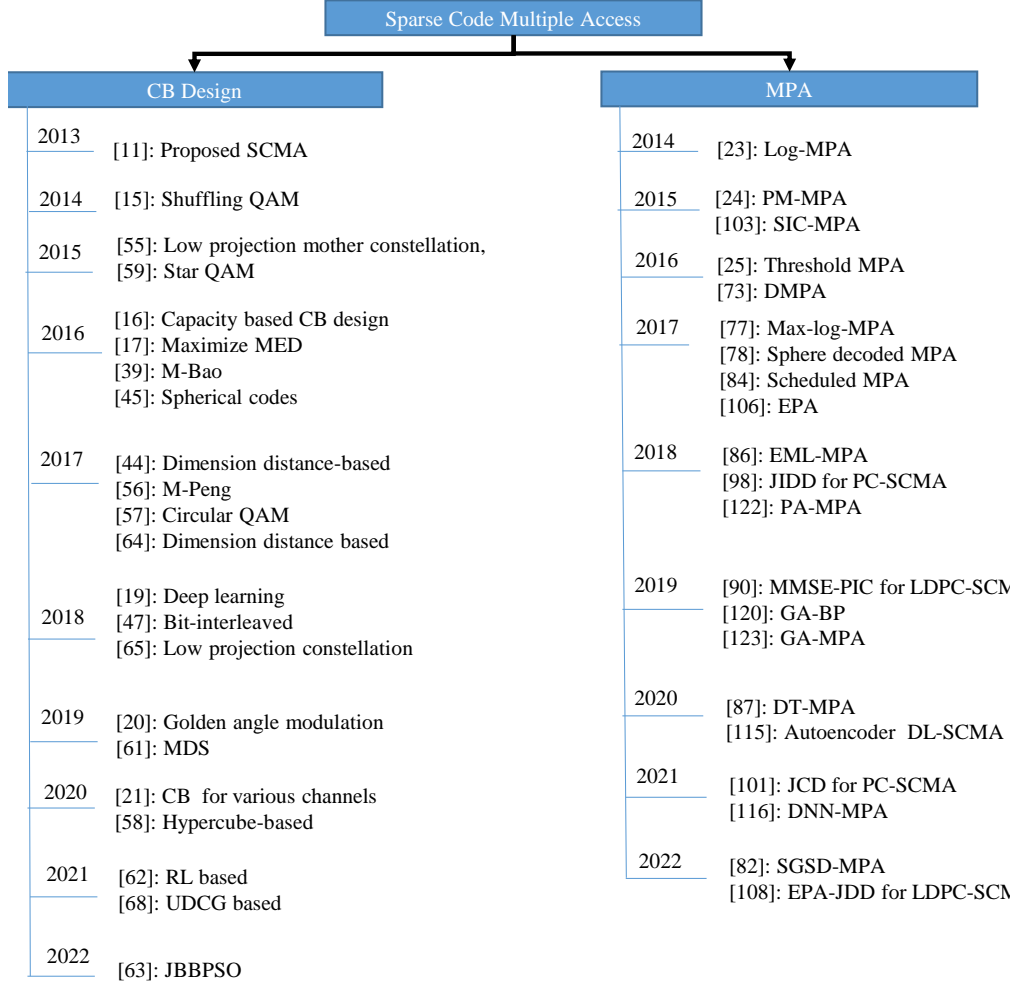 Sparse Code Multiple Access
CB Design
2013
[11]: Proposed SCMA
2014
[15]: Shuffling QAM
2015
[55]: Low projection mother constellation,
[59]: Star QAM
2016
[16]: Capacity based CB design
[17]: Maximize MED
[39]: M-Bao
[45]: Spherical codes
2017
[44]: Dimension distance-based
[56]: M-Peng
[57]: Circular QAM
[64]: Dimension distance based
2018
[19]: Deep learning
[47]: Bit-interleaved
[65]: Low projection constellation
2019
[20]: Golden angle modulation
[61]: MDS
2020
[21]: CB for various channels
[58]: Hypercube-based
2021
[62]: RL based
[68]: UDCG based
2022
[63]: JBBPSO
MPA
2014
[23]: Log-MPA
2015
[24]: PM-MPA
[103]: SIC-MPA
2016
[25]: Threshold MPA
[73]: DMPA
2017
[77]: Max-log-MPA
[78]: Sphere decoded MPA
[84]: Scheduled MPA
[106]: EPA
2018
[86]: EML-MPA
[98]: JIDD for PC-SCMA
[122]: PA-MPA
2019
[90]: MMSE-PIC for LDPC-SCM
[120]: GA-BP
[123]: GA-MPA
2020
[87]: DT-MPA
[115]: Autoencoder DL-SCMA
2021
[101]: JCD for PC-SCMA
[116]: DNN-MPA
2022
[82]: SGSD-MPA
[108]: EPA-JDD for LDPC-SCM